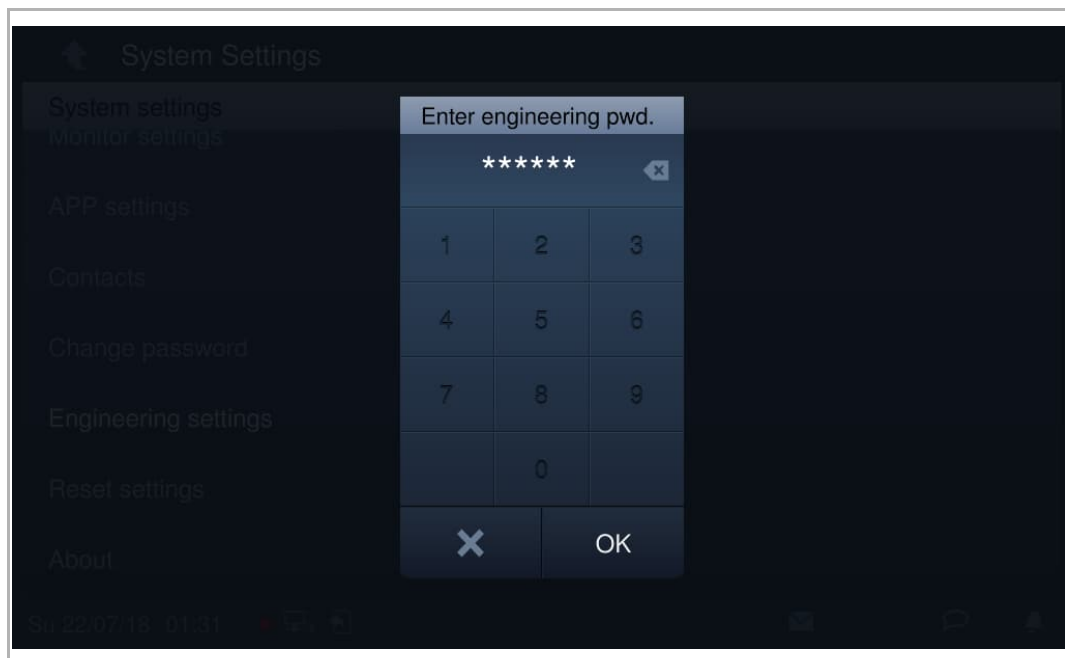 System Settings
System settings
Monitor settings
APP settings
Contacts
Change password
Engineering settings
Reset settings
About
Enter engineering pwd.
******
1 2 3
4 5 6
7 8 9
0
OK
Su 22/07/18 01:31